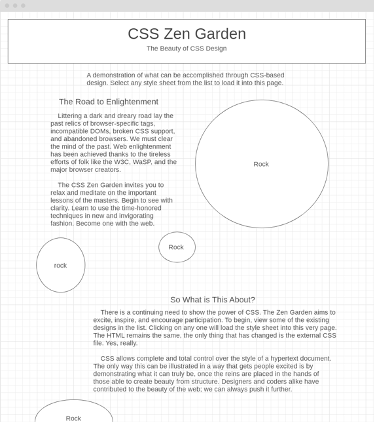 CSS Zen Garden
The Beauty of CSS Design
A demonstration of what can be accomplished through CSS-based
design. Select any style sheet from the list to load it into this page.
The Road to Enlightenment
Littering a dark and dreary road lay the
past relics of browser-specific tags,
incompatible DOMs, broken CSS support,
and abandoned browsers. We must clear
the mind of the past. Web enlightenment
has been achieved thanks to the tireless
efforts of folk like the W3C, WaSP, and the
major browser creators.
The CSS Zen Garden invites you to
relax and meditate on the important
lessons of the masters. Begin to see with
clarity. Learn to use the time-honored
techniques in new and invigorating
fashion. Become one with the web.
Rock
Rock
rock
So What is This About?
There is a continuing need to show the power of CSS. The Zen Garden aims to
excite, inspire, and encourage participation. To begin, view some of the existing
designs in the list. Clicking on any one will load the style sheet into this very page.
The HTML remains the same, the only thing that has changed is the external CSS
file. Yes, really.
CSS allows complete and total control over the style of a hypertext document.
The only way this can be illustrated in a way that gets people excited is by
demonstrating what it can truly be, once the reins are placed in the hands of
those able to create beauty from structure. Designers and coders alike have
contributed to the beauty of the web; we can always push it further.
Rock